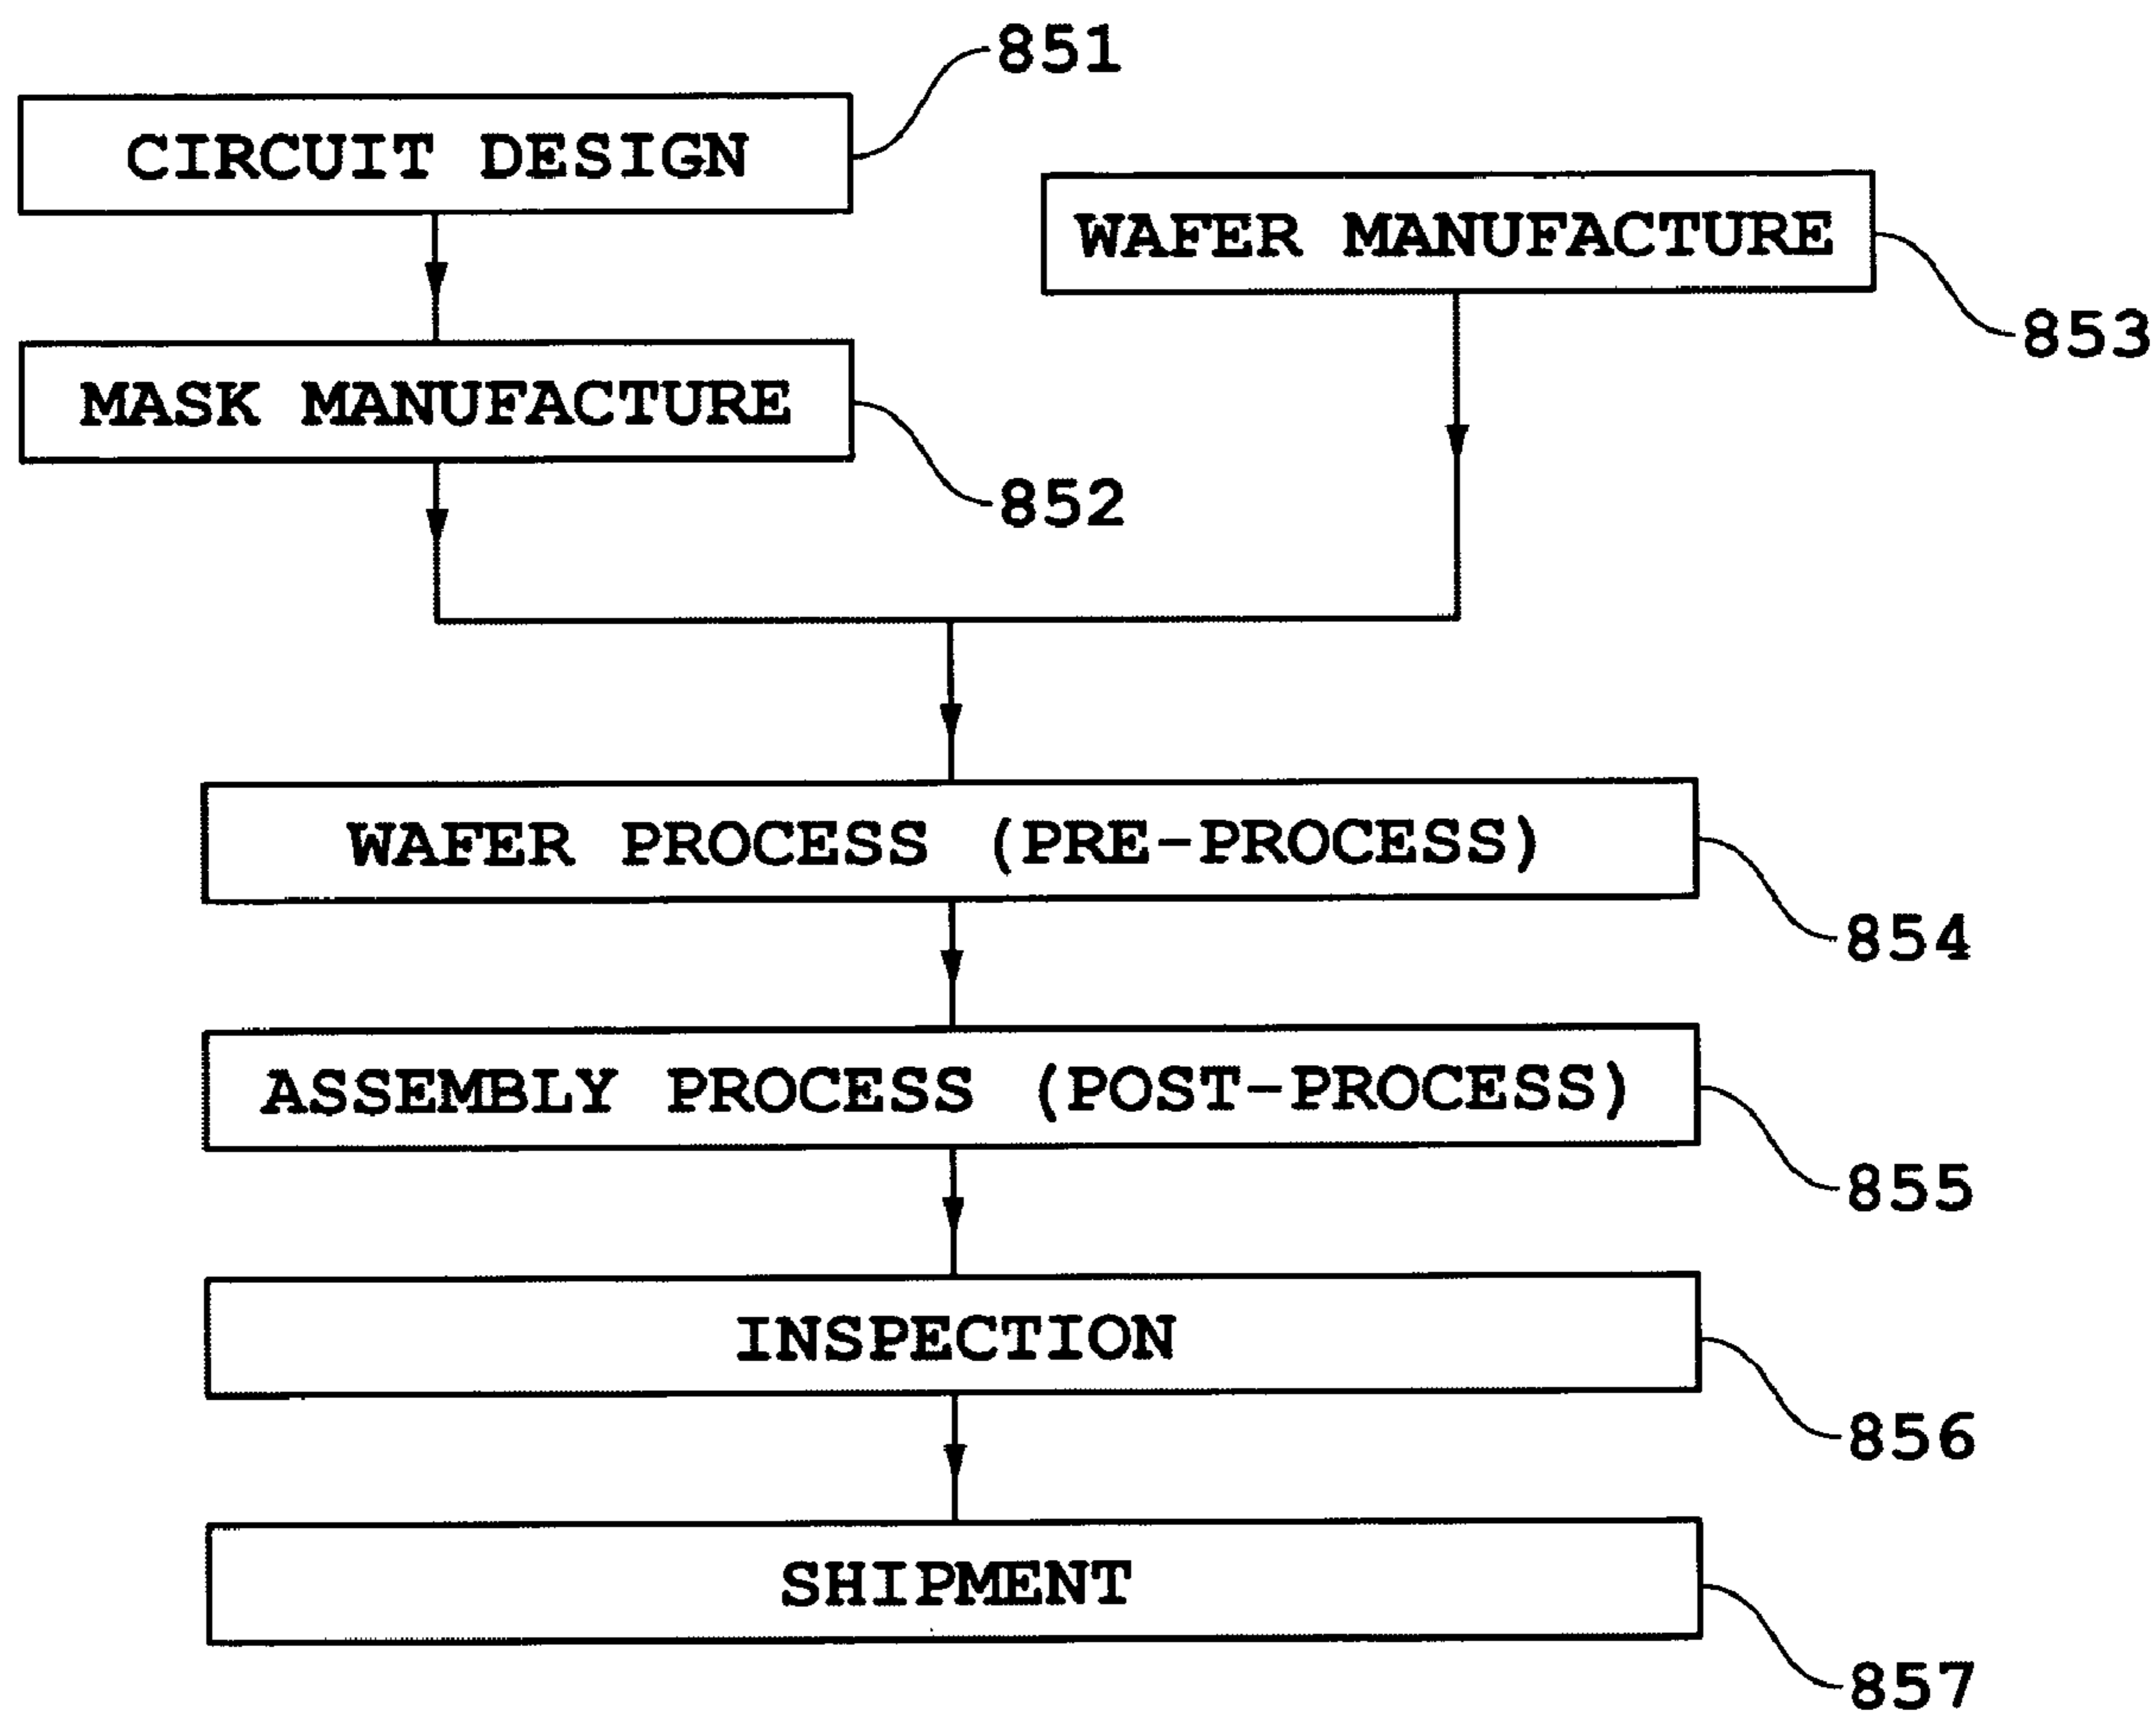 851
CIRCUIT DESIGN
WAFER MANUFACTURE
853
MASK MANUFACTURE
852
WAFER PROCESS (PRE-PROCESS)
854
ASSEMBLY PROCESS (POST-PROCESS)
855
INSPECTION
856
SHIPMENT
857